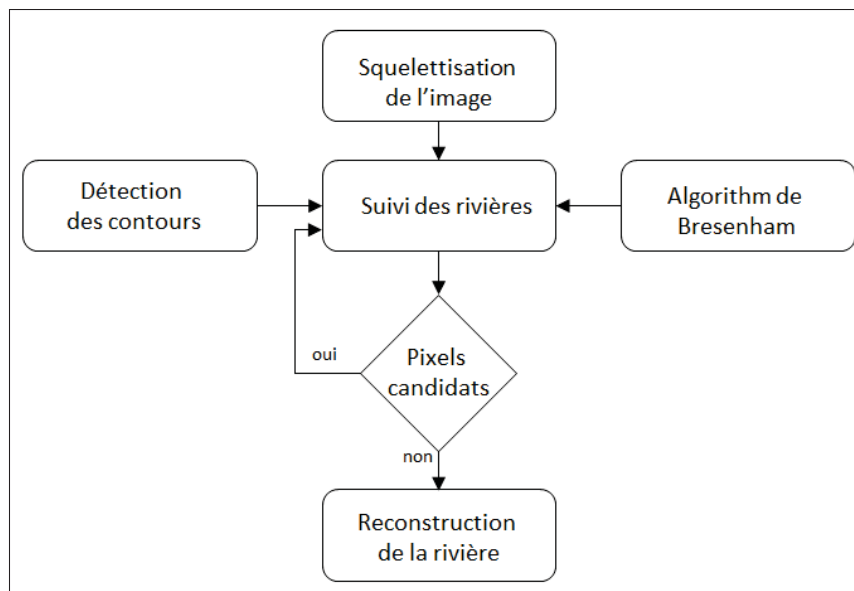 Squelettisation
de l'image
Détection
des contours
Suivi des rivières
Algorithm de
Bresenham
oui
Pixels
candidats
non
Reconstruction
de la rivière